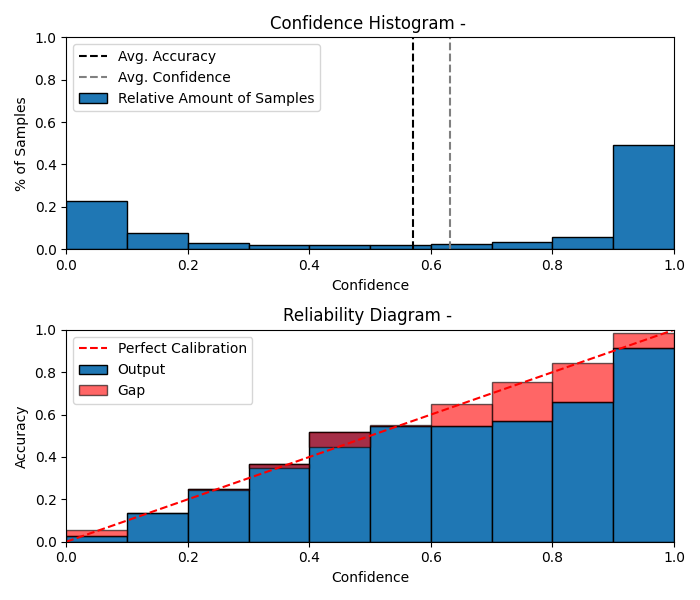 Confidence Histogram -
1.0
0.8
0.6
0.4
0.2
0.0
% of Samples
Avg. Accuracy
Avg. Confidence
Relative Amount of Samples
0.0 0.2 0.4 0.6 0.8 1.0
Confidence
Reliability Diagram -
1.0
0.8
0.6
0.4
0.2
0.0
Accuracy
Perfect Calibration
Output
Gap
0.0 0.2 0.4 0.6 0.8 1.0
Confidence